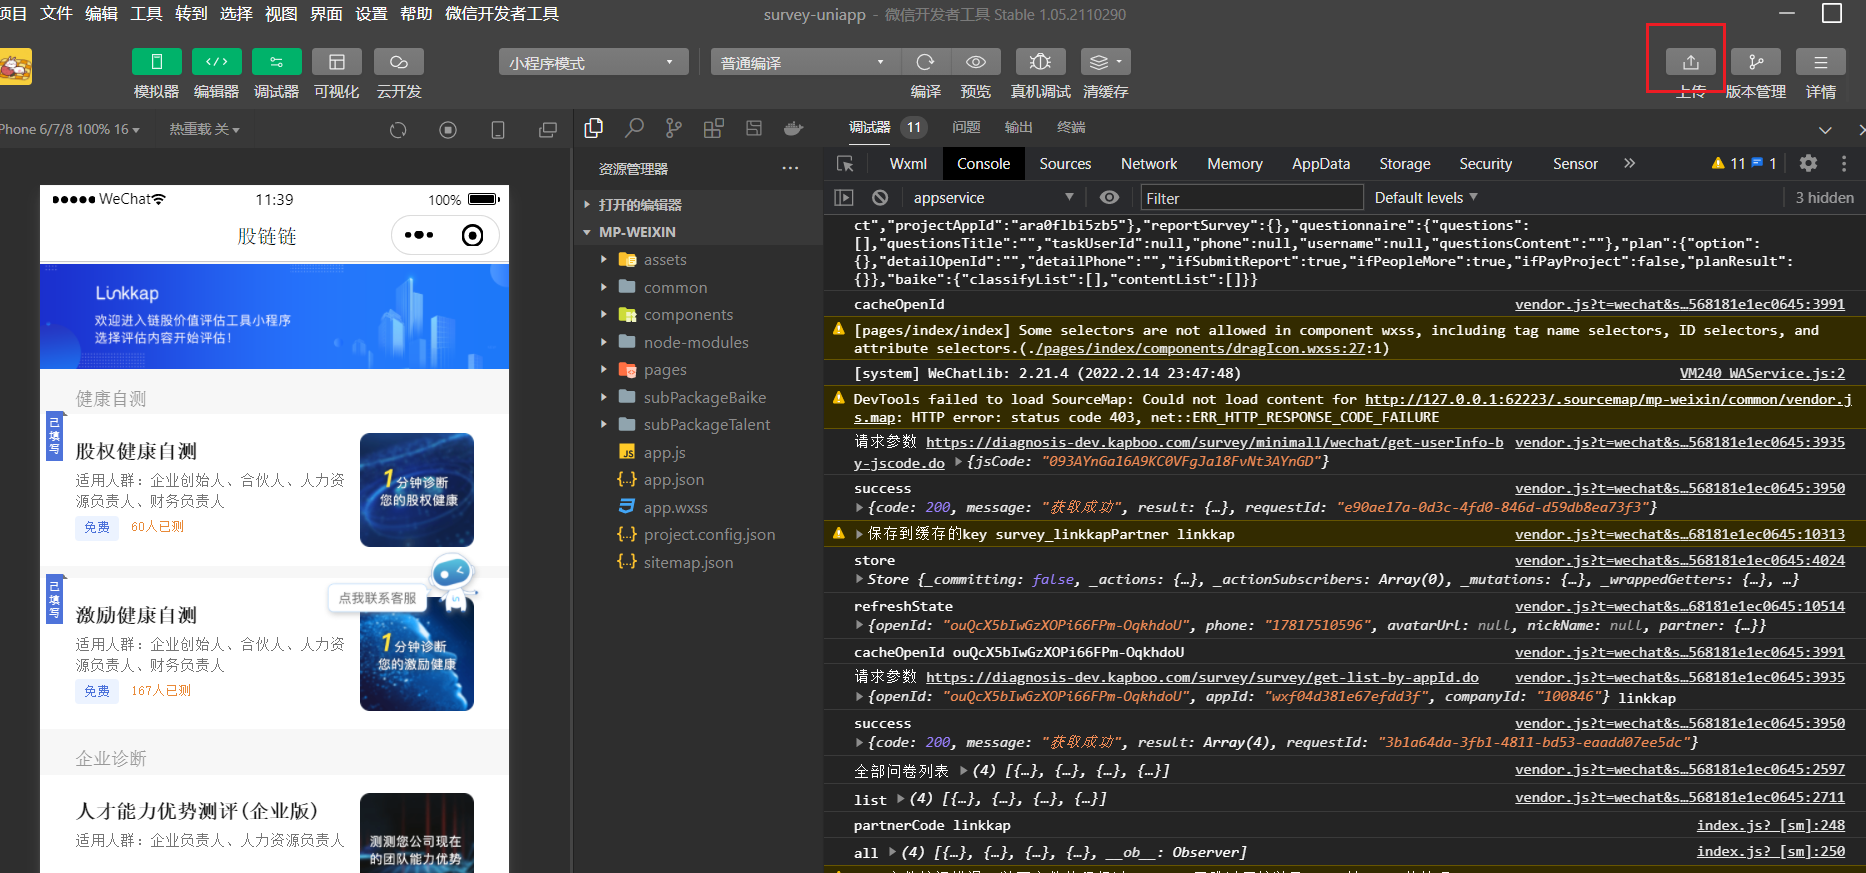 项目 文件 编辑 工具 转到 选择 视图 界面 设置 帮助 微信开发者工具
survey-uniapp - 微信开发者工具 Stable 1.05.2110290
模拟器 编辑器 调试器 可视化 云开发
小程序模式
普通编译
编译 预览 真机调试 清缓存
上传 版本管理 详情
Phone 6/7/8 100% 16
热重载 关
WeChat
11:39
100%
股链链
Linkkap
欢迎进入链股价值评估工具小程序
选择评估内容开始评估!
健康自测
已填写
股权健康自测
适用人群：企业创始人、合伙人、人力资
源负责人、财务负责人
免费 60人已测
1分钟诊断
您的股权健康
点我联系客服
已填写
激励健康自测
适用人群：企业创始人、合伙人、人力资
源负责人、财务负责人
免费 167人已测
1分钟诊断
您的激励健康
企业诊断
人才能力优势测评(企业版)
适用人群：企业负责人、人力资源负责人
测测您公司现在
的团队能力优势
资源管理器
打开的编辑器
MP-WEIXIN
assets
common
components
node-modules
pages
subPackageBaike
subPackageTalent
JS app.js
{..} app.json
app.wxss
{..} project.config.json
{..} sitemap.json
调试器 11 问题 输出 终端
Wxml Console Sources Network Memory AppData Storage Security Sensor
11 1
appservice
Filter
Default levels
3 hidden
ct","projectAppId":"ara0flbi5zb5"},"reportSurvey":{},"questionnaire":{"questions":
[],"questionsTitle":"","taskUserId":null,"phone":null,"username":null,"questionsContent":""},"plan":{"option":
{},"detailOpenId":"","detailPhone":"","ifSubmitReport":true,"ifPeopleMore":true,"ifPayProject":false,"planResult":
{}},"baike":{"classifyList":[],"contentList":[]}}
cacheOpenId vendor.js?t=wechat&s…568181e1ec0645:3991
[pages/index/index] Some selectors are not allowed in component wxss, including tag name selectors, ID selectors, and
attribute selectors.(./pages/index/components/dragIcon.wxss:27:1)
[system] WeChatLib: 2.21.4 (2022.2.14 23:47:48) VM240 WAService.js:2
DevTools failed to load SourceMap: Could not load content for http://127.0.0.1:62223/.sourcemap/mp-weixin/common/vendor.j
s.map: HTTP error: status code 403, net::ERR_HTTP_RESPONSE_CODE_FAILURE
请求参数 https://diagnosis-dev.kapboo.com/survey/minimall/wechat/get-userInfo-b vendor.js?t=wechat&s…568181e1ec0645:3935
y-jscode.do {jsCode: "093AYnGa16A9KC0VFgJa18FvNt3AYnGD"}
success vendor.js?t=wechat&s…568181e1ec0645:3950
{code: 200, message: "获取成功", result: {…}, requestId: "e90ae17a-0d3c-4fd0-846d-d59db8ea73f3"}
保存到缓存的key survey_linkkapPartner linkkap vendor.js?t=wechat&s…68181e1ec0645:10313
store vendor.js?t=wechat&s…568181e1ec0645:4024
Store {_committing: false, _actions: {…}, _actionSubscribers: Array(0), _mutations: {…}, _wrappedGetters: {…}, …}
refreshState vendor.js?t=wechat&s…68181e1ec0645:10514
{openId: "ouQcX5bIwGzXOPi66FPm-OqkhdoU", phone: "17817510596", avatarUrl: null, nickName: null, partner: {…}}
cacheOpenId ouQcX5bIwGzXOPi66FPm-OqkhdoU vendor.js?t=wechat&s…568181e1ec0645:3991
请求参数 https://diagnosis-dev.kapboo.com/survey/survey/get-list-by-appId.do vendor.js?t=wechat&s…568181e1ec0645:3935
{openId: "ouQcX5bIwGzXOPi66FPm-OqkhdoU", appId: "wxf04d381e67efdd3f", companyId: "100846"} linkkap
success vendor.js?t=wechat&s…568181e1ec0645:3950
{code: 200, message: "获取成功", result: Array(4), requestId: "3b1a64da-3fb1-4811-bd53-eaadd07ee5dc"}
全部问卷列表 (4) [{…}, {…}, {…}, {…}] vendor.js?t=wechat&s…568181e1ec0645:2597
list (4) [{…}, {…}, {…}, {…}] vendor.js?t=wechat&s…568181e1ec0645:2711
partnerCode linkkap index.js? [sm]:248
all (4) [{…}, {…}, {…}, {…}, __ob__: Observer] index.js? [sm]:250